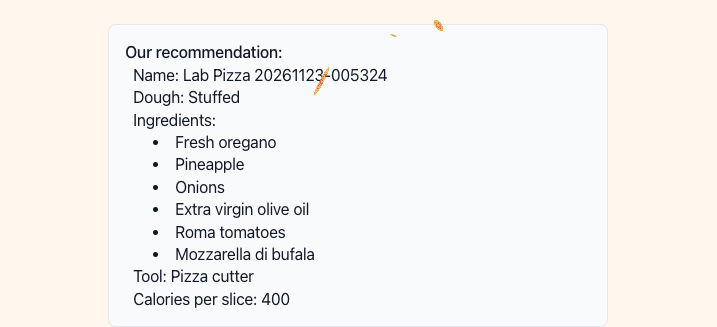 Our recommendation:
Name: Lab Pizza 20261123-005324
Dough: Stuffed
Ingredients:
• Fresh oregano
• Pineapple
• Onions
• Extra virgin olive oil
• Roma tomatoes
• Mozzarella di bufala
Tool: Pizza cutter
Calories per slice: 400